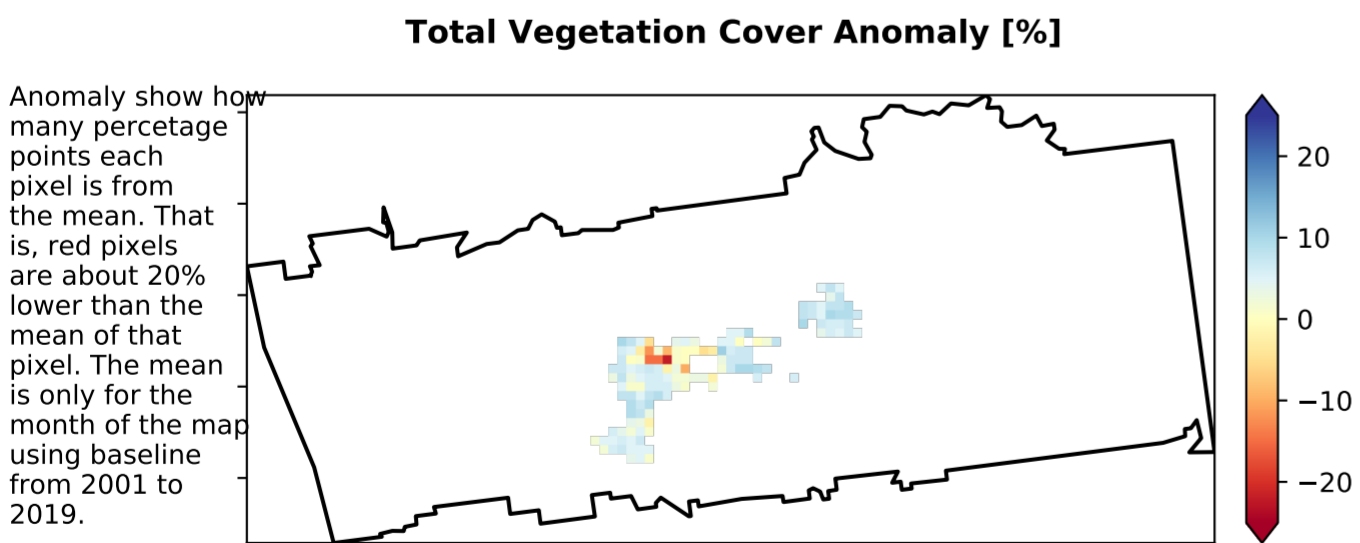 Total Vegetation Cover Anomaly [%]
Anomaly show how
many percetage
points each
pixel is from
the mean. That
is, red pixels
are about 20%
lower than the
mean of that
pixel. The mean
is only for the
month of the map
using baseline
from 2001 to
2019.
20
10
0
−10
−20